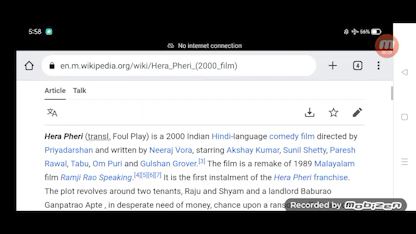 5:58 56%
No internet connection
en.m.wikipedia.org/wiki/Hera_Pheri_(2000_film) 4
Article Talk
Hera Pheri (transl. Foul Play) is a 2000 Indian Hindi-language comedy film directed by
Priyadarshan and written by Neeraj Vora, starring Akshay Kumar, Sunil Shetty, Paresh
Rawal, Tabu, Om Puri and Gulshan Grover.[3] The film is a remake of 1989 Malayalam
film Ramji Rao Speaking.[4][5][6][7] It is the first instalment of the Hera Pheri franchise.
The plot revolves around two tenants, Raju and Shyam and a landlord Baburao
Ganpatrao Apte , in desperate need of money, chance upon a rans
Recorded by mobizen